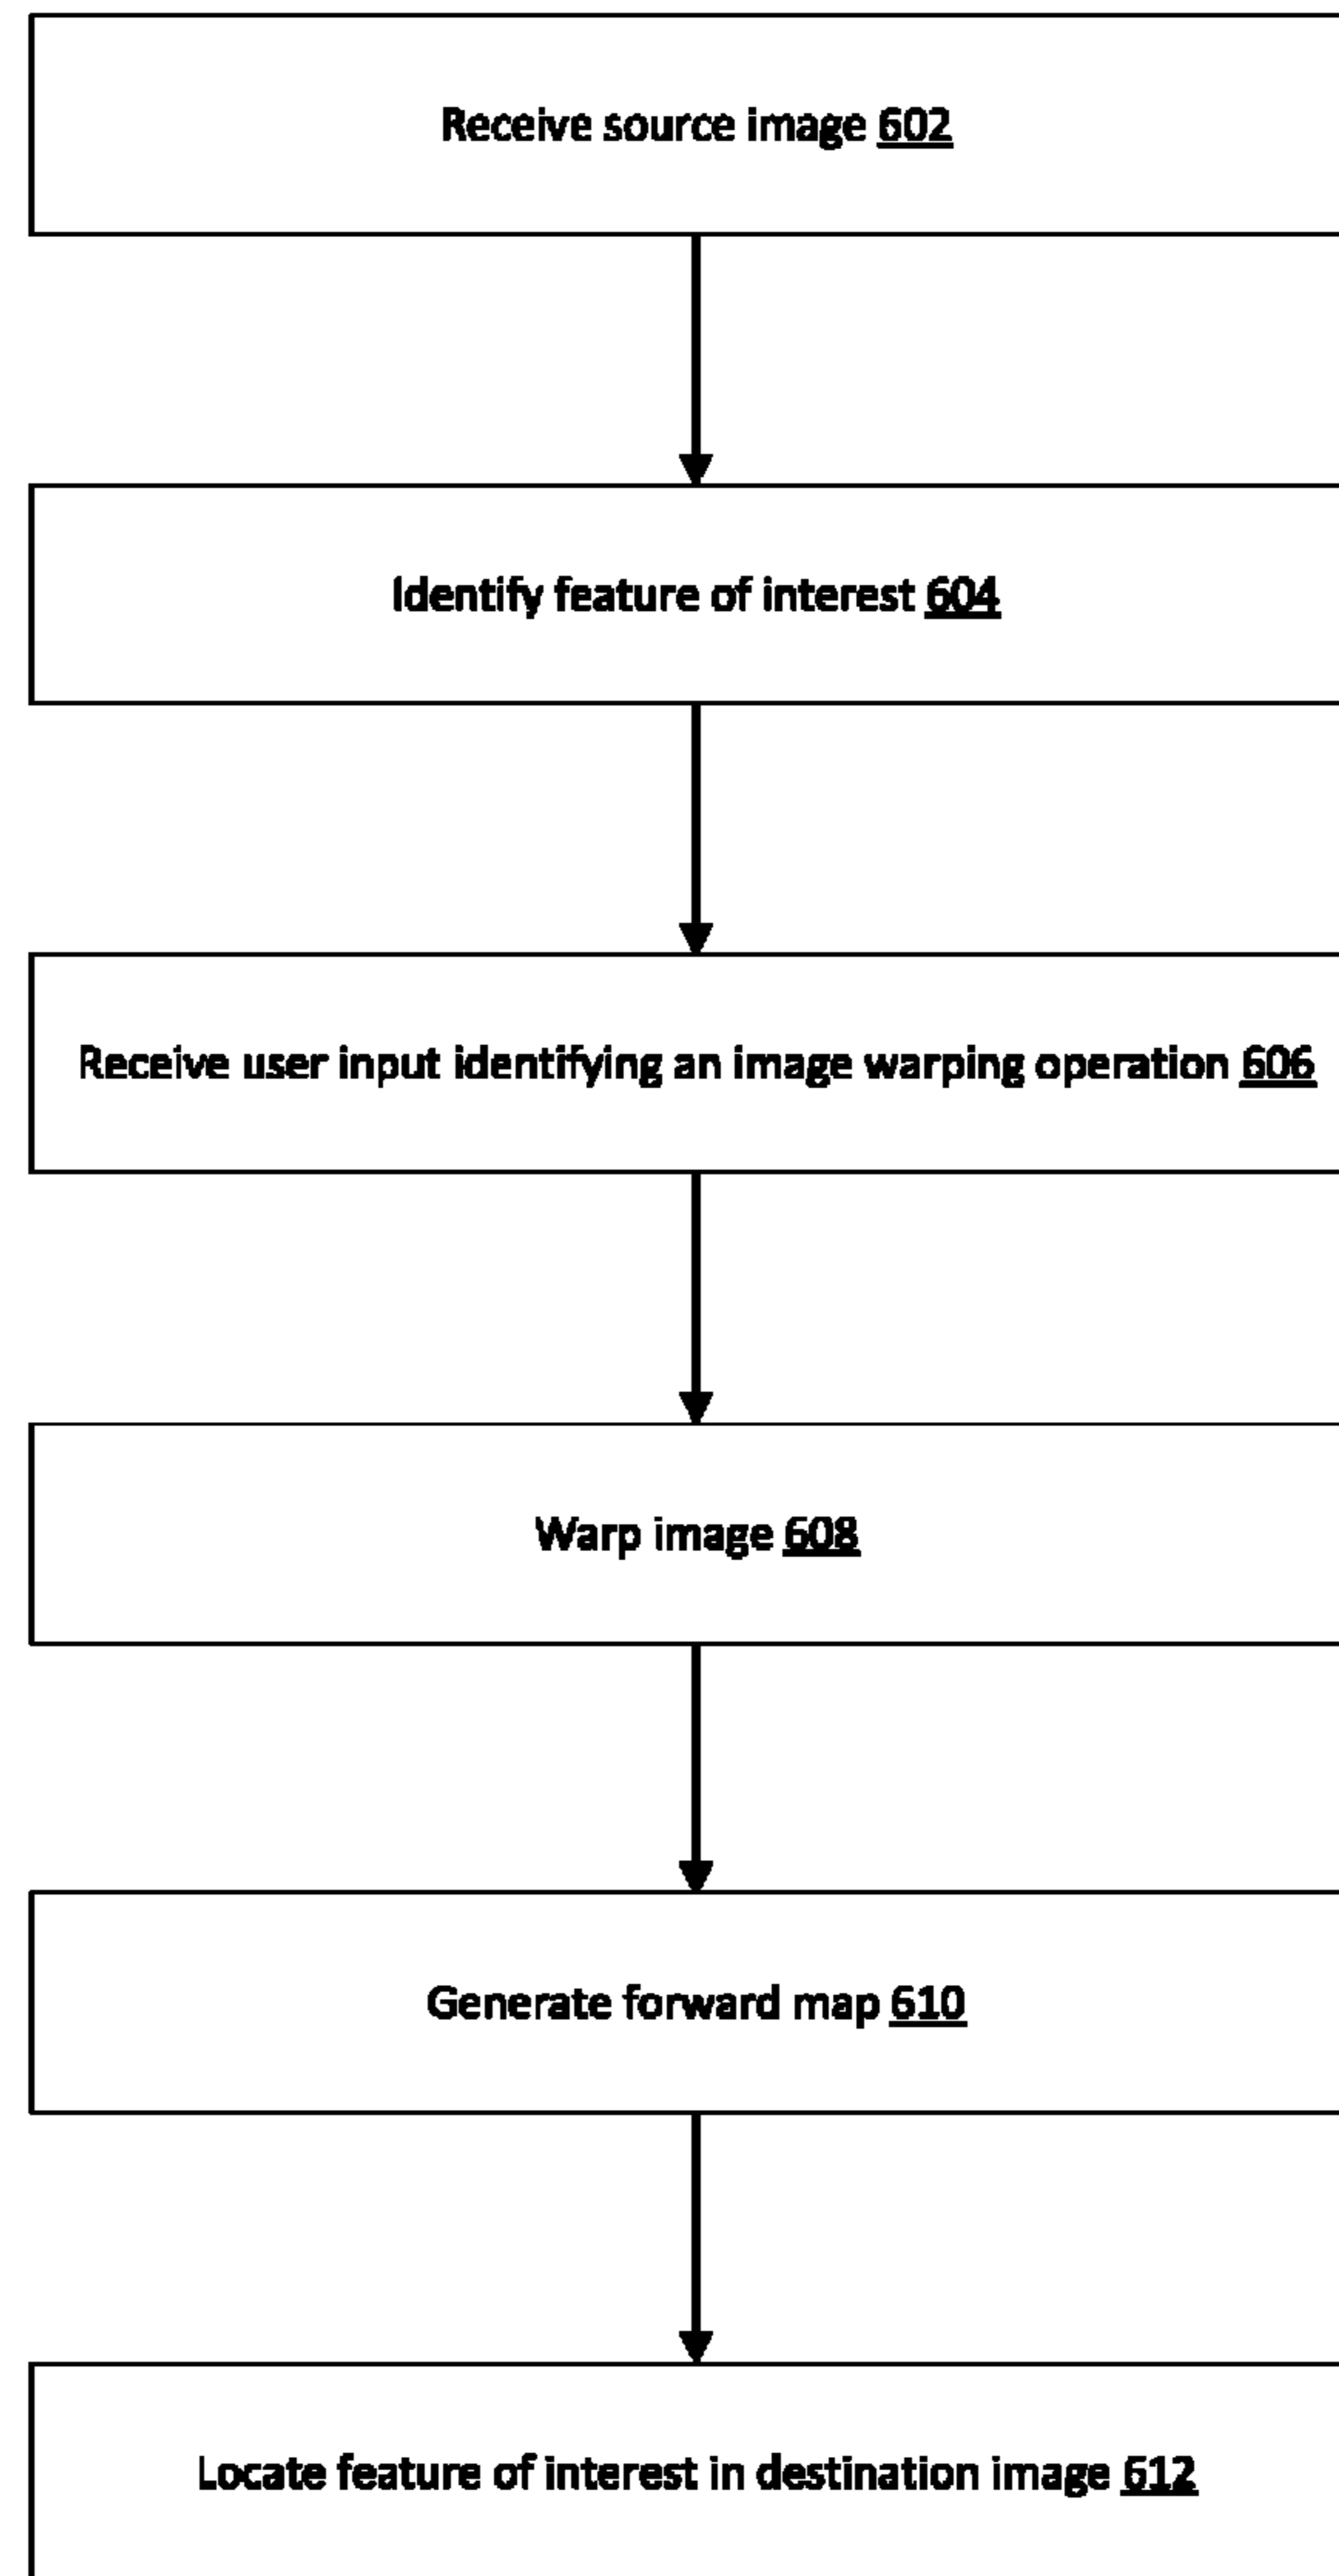 Receive source image 602
Identify feature of interest 604
Receive user input identifying an image warping operation 606
Warp image 608
Generate forward map 610
Locate feature of interest in destination image 612